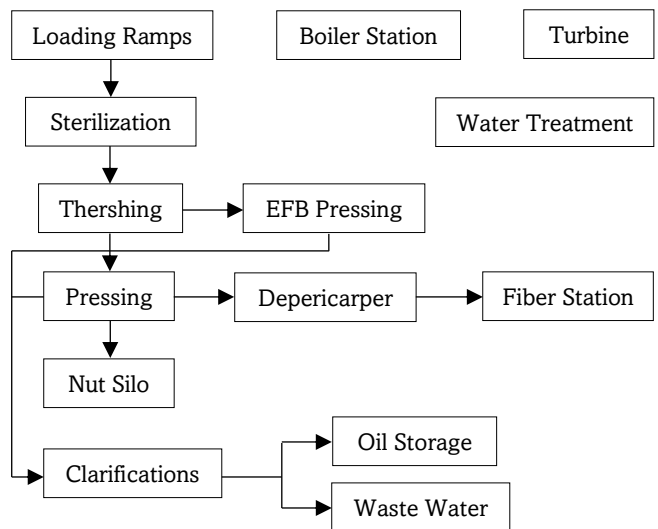 Loading Ramps
Boiler Station
Turbine
Sterilization
Water Treatment
Thershing
EFB Pressing
Pressing
Depericarper
Fiber Station
Nut Silo
Oil Storage
Clarifications
Waste Water